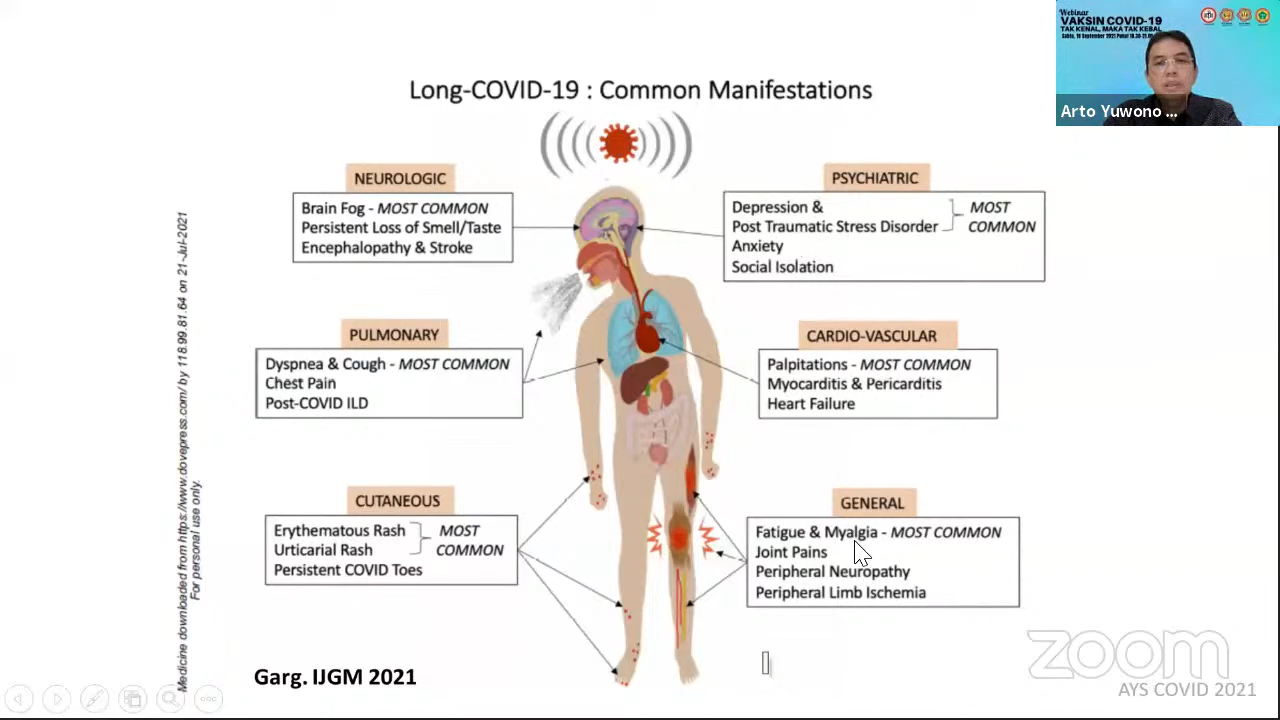 Webinar
VAKSIN COVID-19
TAK KENAL, MAKA TAK KEBAL
Arto Yuwono ...
Long-COVID-19 : Common Manifestations
NEUROLOGIC
Brain Fog - MOST COMMON
Persistent Loss of Smell/Taste
Encephalopathy & Stroke
PSYCHIATRIC
Depression &
Post Traumatic Stress Disorder
MOST
COMMON
Anxiety
Social Isolation
PULMONARY
Dyspnea & Cough - MOST COMMON
Chest Pain
Post-COVID ILD
CARDIO-VASCULAR
Palpitations - MOST COMMON
Myocarditis & Pericarditis
Heart Failure
CUTANEOUS
Erythematous Rash
Urticarial Rash
MOST
COMMON
Persistent COVID Toes
GENERAL
Fatigue & Myalgia - MOST COMMON
Joint Pains
Peripheral Neuropathy
Peripheral Limb Ischemia
Medicine downloaded from https://www.dovepress.com/ by 118.99.81.64 on 21-Jul-2021
For personal use only.
Garg. IJGM 2021
zoom
AYS COVID 2021